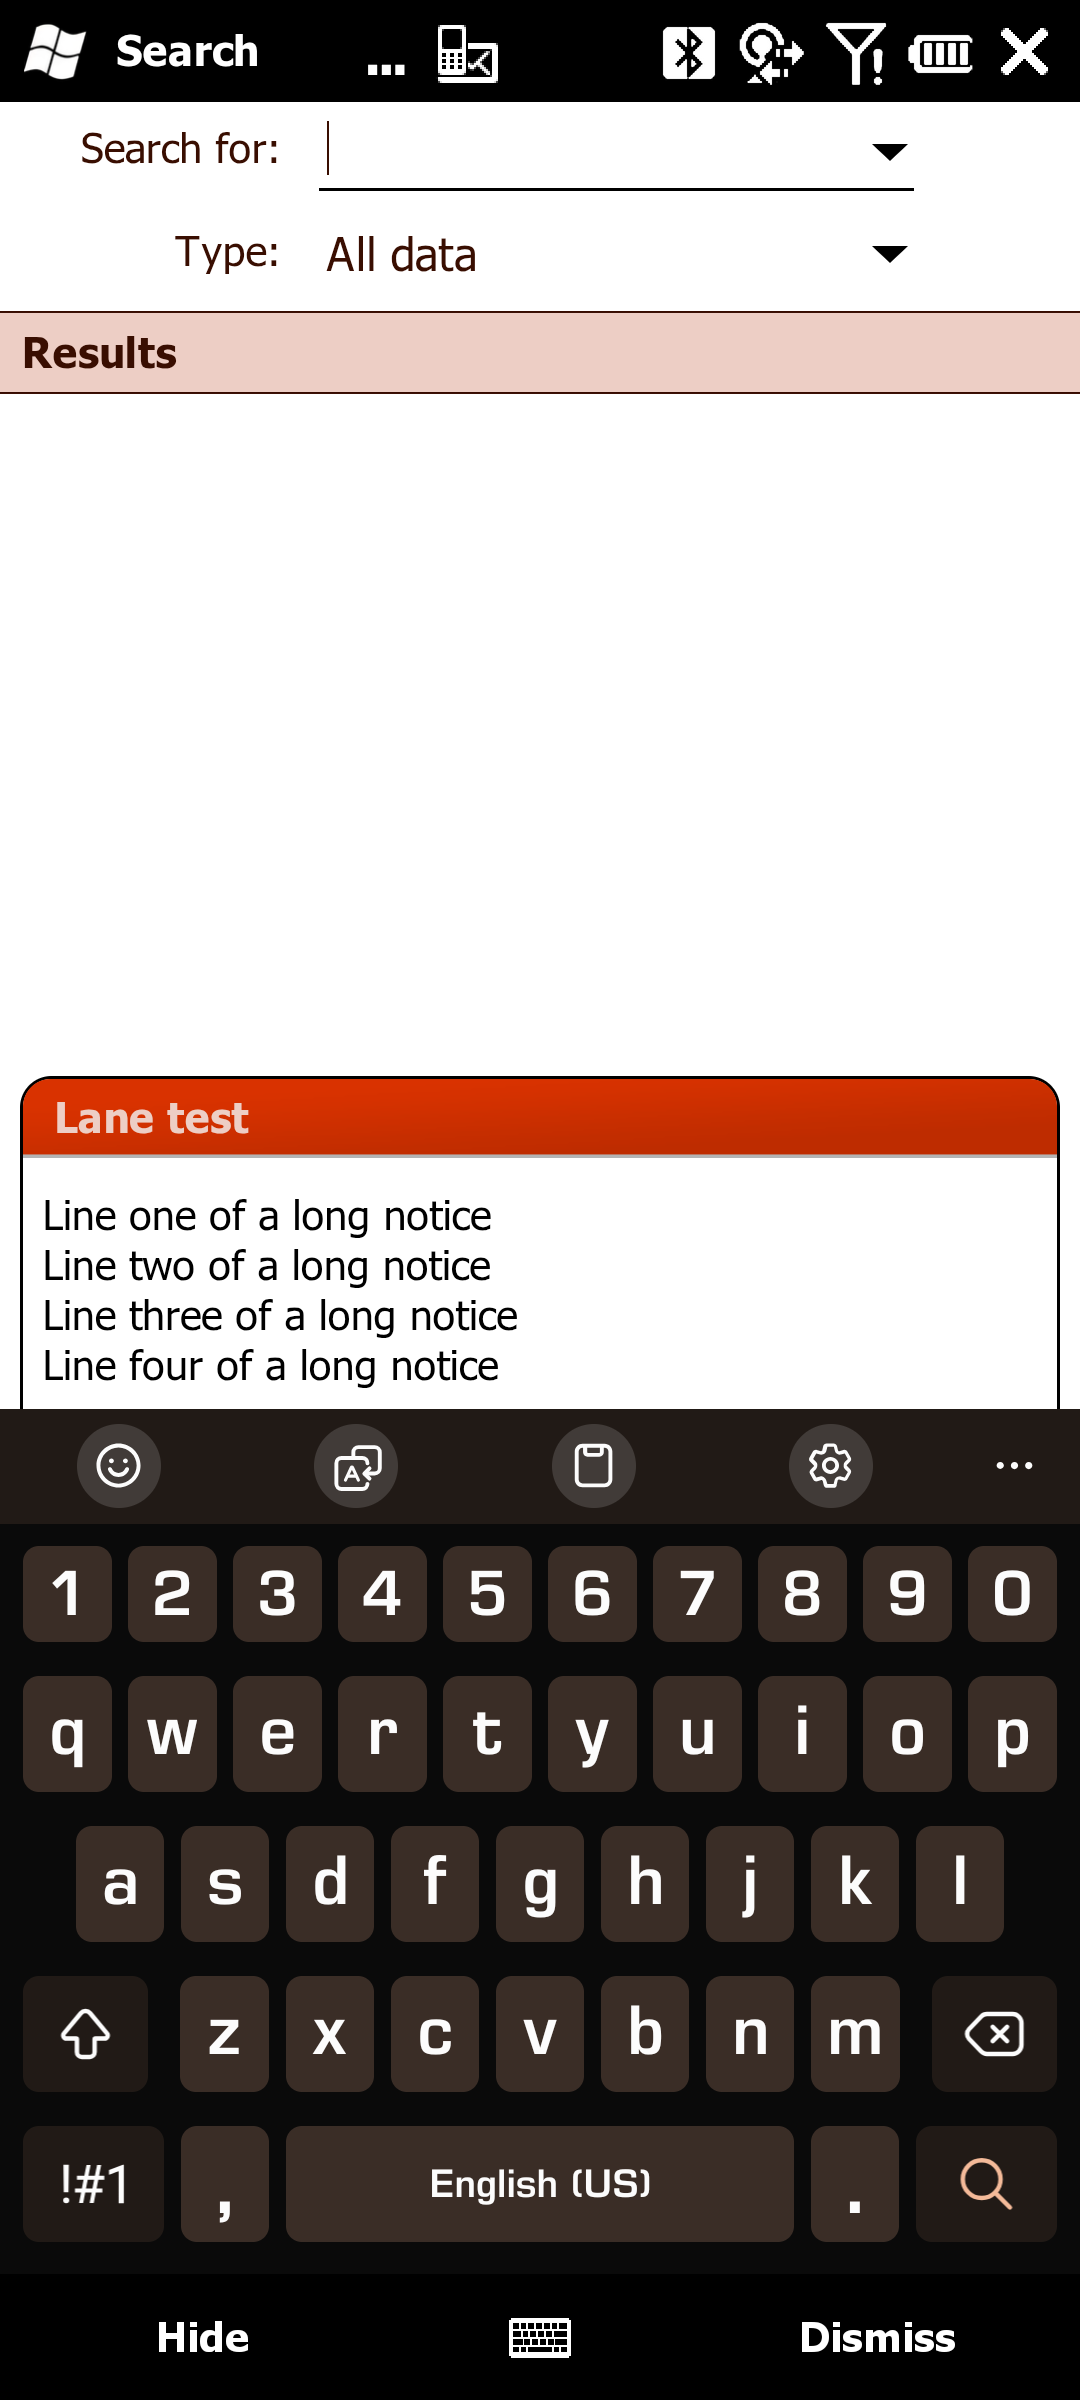 Search
...
Search for:
Type: All data
Results
Lane test
Line one of a long notice
Line two of a long notice
Line three of a long notice
Line four of a long notice
1 2 3 4 5 6 7 8 9 0
q w e r t y u i o p
a s d f g h j k l
z x c v b n m
!#1 , English (US) .
Hide Dismiss